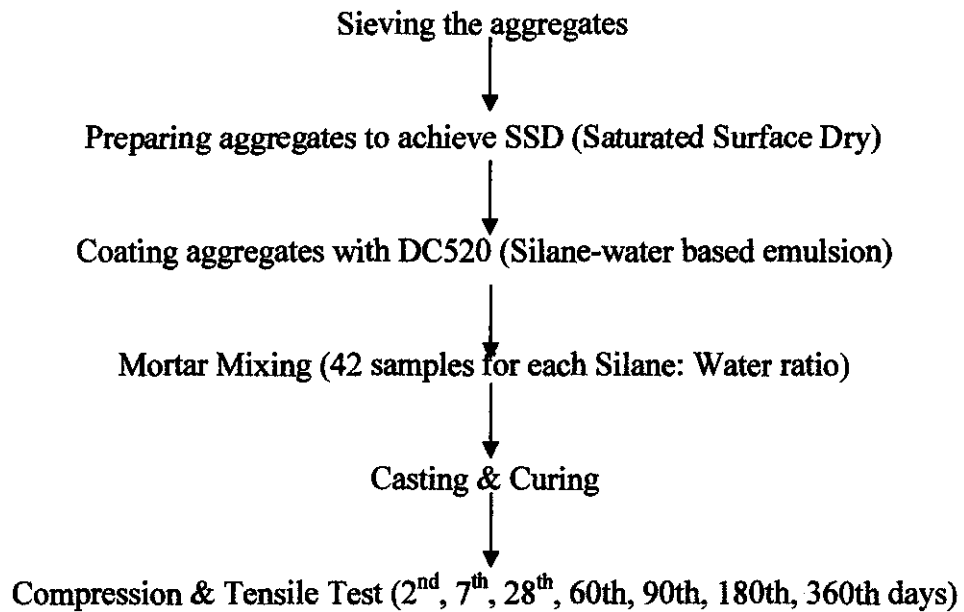 Sieving the aggregates
Preparing aggregates to achieve SSD (Saturated Surface Dry)
Coating aggregates with DC520 (Silane-water based emulsion)
Mortar Mixing (42 samples for each Silane: Water ratio)
Casting & Curing
Compression & Tensile Test (2nd, 7th, 28th, 60th, 90th, 180th, 360th days)